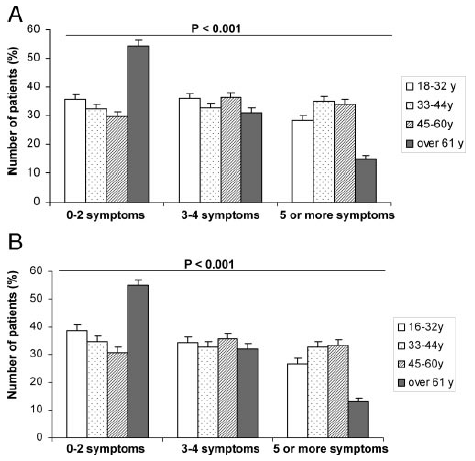 A
P < 0.001
Number of patients (%)
60
50
40
30
20
10
0
0-2 symptoms 3-4 symptoms 5 or more symptoms
18-32 y
33-44y
45-60y
over 61 y
B
P < 0.001
Number of patients (%)
60
50
40
30
20
10
0
0-2 symptoms 3-4 symptoms 5 or more symptoms
16-32y
33-44y
45-60y
over 61 y